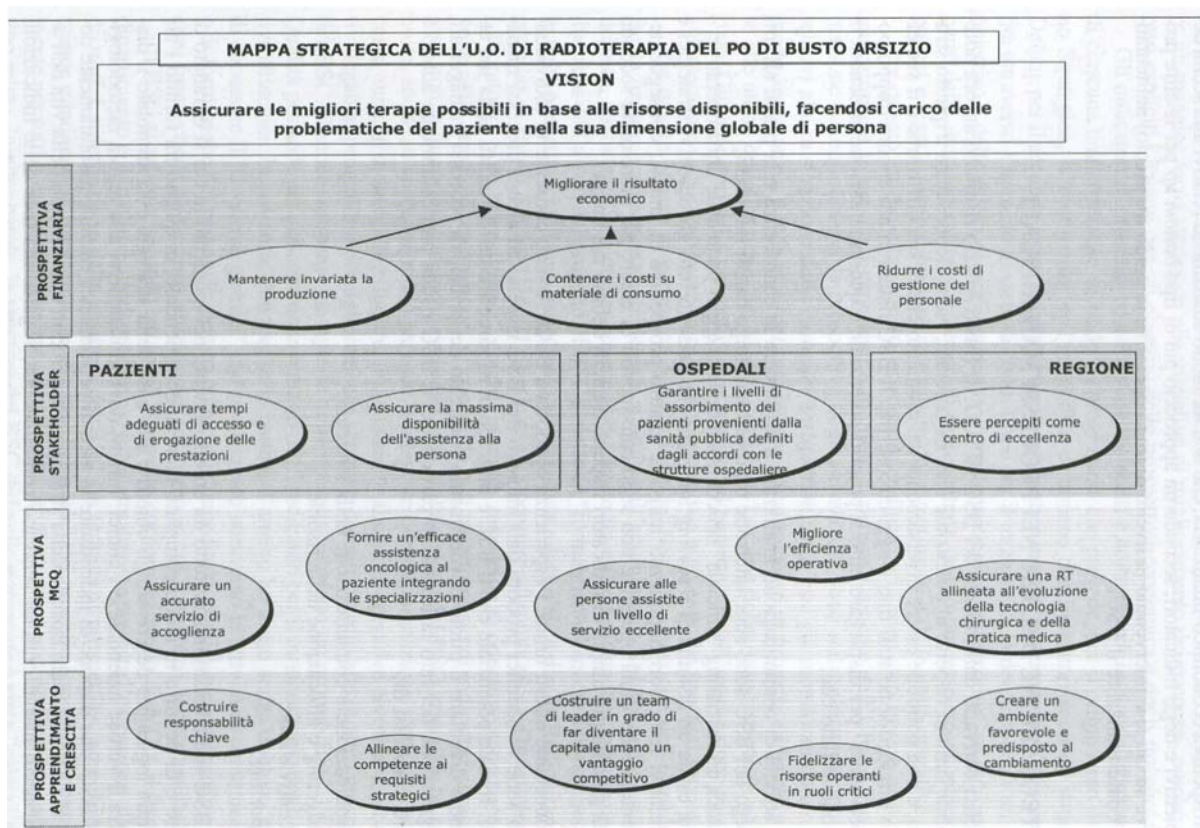 MAPPA STRATEGICA DELL'U.O. DI RADIOTERAPIA DEL PO DI BUSTO ARSIZIO
VISION
Assicurare le migliori terapie possibili in base alle risorse disponibili, facendosi carico delle
problematiche del paziente nella sua dimensione globale di persona
PROSPETTIVA
FINANZIARIA
Migliorare il risultato
economico
Mantenere invariata la
produzione
Contenere i costi su
materiale di consumo
Ridurre i costi di
gestione del
personale
PROSPETTIVA
STAKEHOLDER
PAZIENTI
Assicurare tempi
adeguati di accesso e
di erogazione delle
prestazioni
Assicurare la massima
disponibilità
dell'assistenza alla
persona
OSPEDALI
Garantire i livelli di
assorbimento dei
pazienti provenienti dalla
sanità pubblica definiti
dagli accordi con le
strutture ospedaliere
REGIONE
Essere percepiti come
centro di eccellenza
PROSPETTIVA
MCQ
Assicurare un
accurato
servizio di
accoglienza
Fornire un'efficace
assistenza
oncologica al
paziente integrando
le specializzazioni
Assicurare alle
persone assistite
un livello di
servizio eccellente
Migliore
l'efficienza
operativa
Assicurare una RT
allineata all'evoluzione
della tecnologia
chirurgica e della
pratica medica
PROSPETTIVA
APPRENDIMANTO
E CRESCITA
Costruire
responsabilità
chiave
Allineare le
competenze ai
requisiti
strategici
Costruire un team
di leader in grado di
far diventare il
capitale umano un
vantaggio
competitivo
Fidelizzare le
risorse operanti
in ruoli critici
Creare un
ambiente
favorevole e
predisposto al
cambiamento